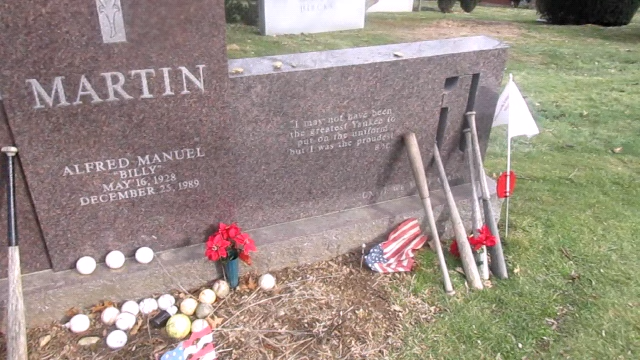 MARTIN
ALFRED MANUEL
"BILLY"
MAY 16, 1928
DECEMBER 25, 1989
"I may not have been
the greatest Yankee to
put on the uniform
but I was the proudest."